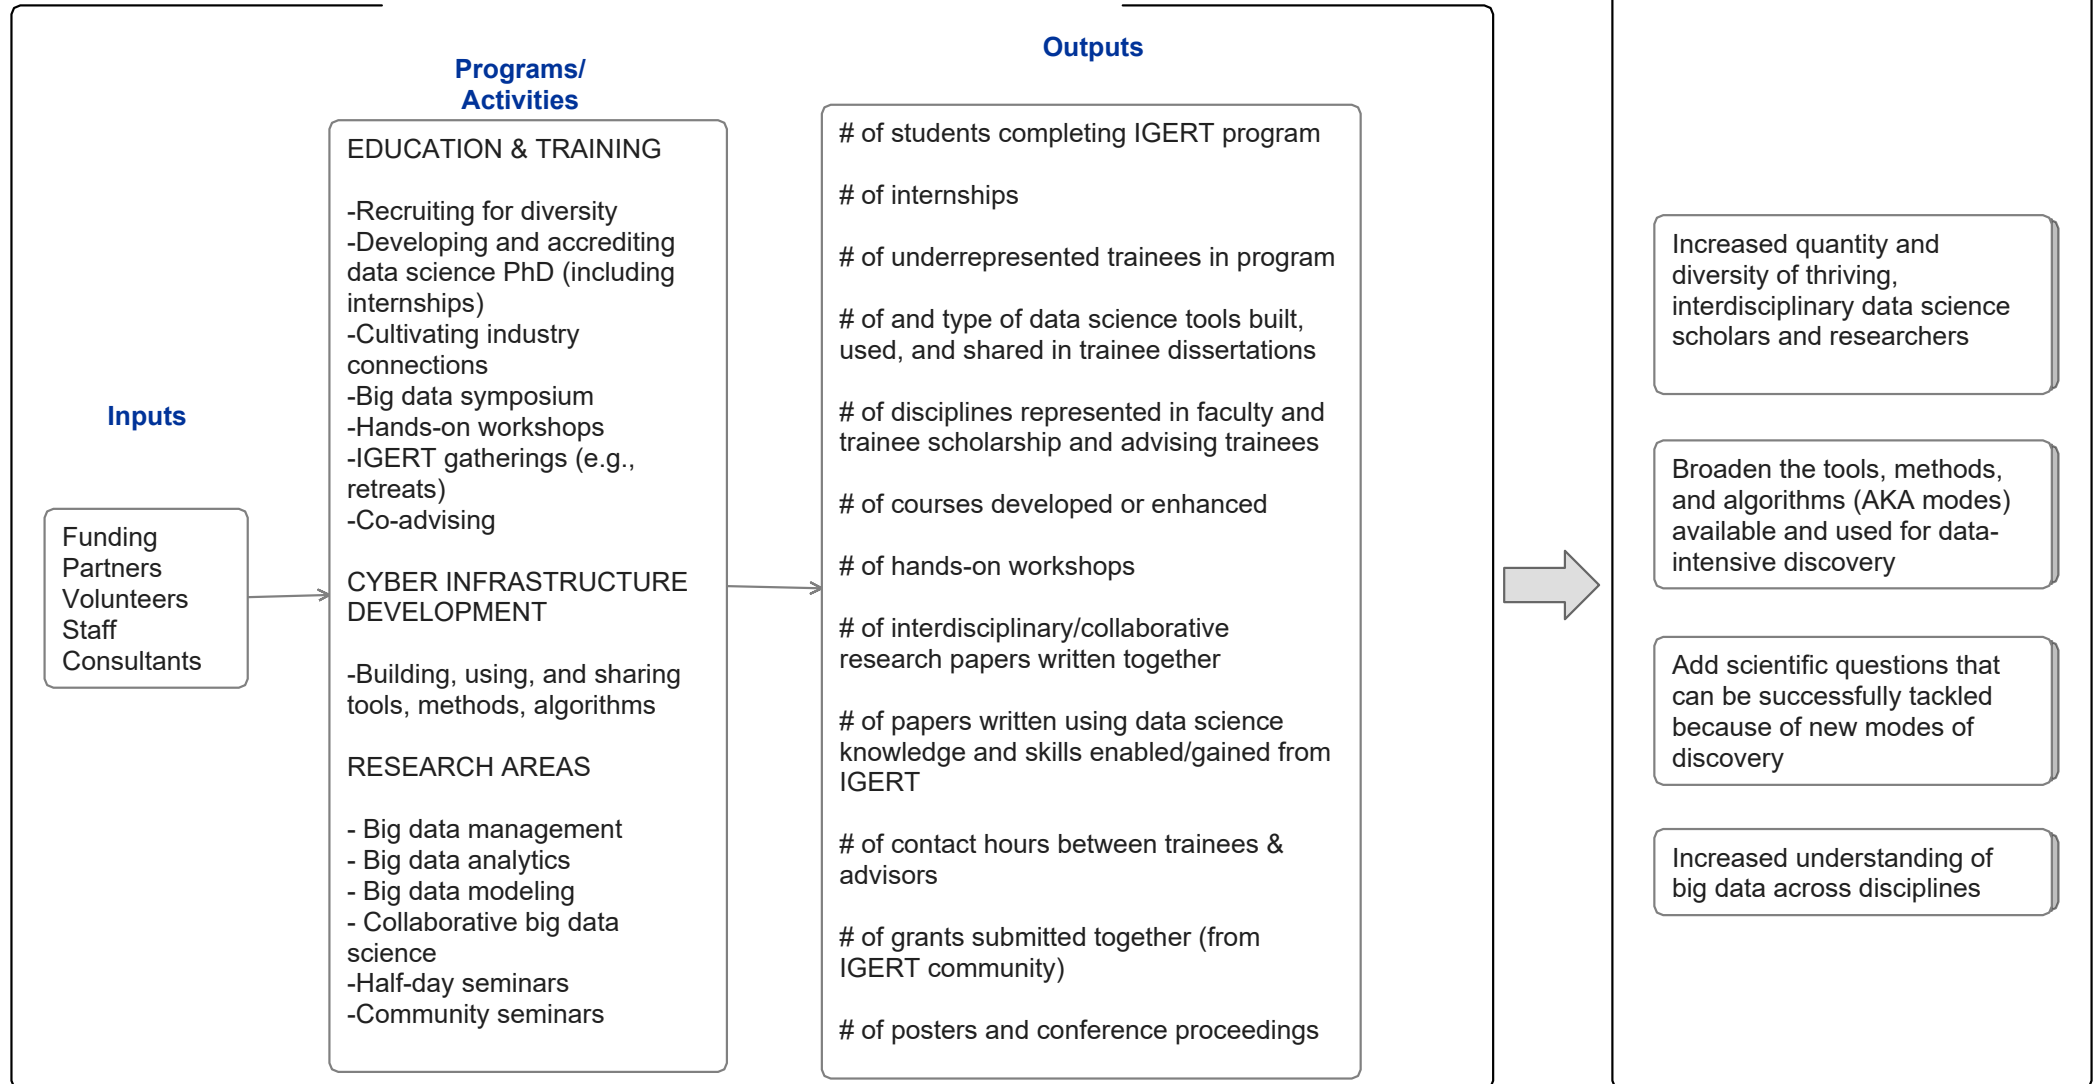 Inputs
Funding
Partners
Volunteers
Staff
Consultants
Programs/
Activities
EDUCATION & TRAINING
-Recruiting for diversity
-Developing and accrediting
data science PhD (including
internships)
-Cultivating industry
connections
-Big data symposium
-Hands-on workshops
-IGERT gatherings (e.g.,
retreats)
-Co-advising
CYBER INFRASTRUCTURE
DEVELOPMENT
-Building, using, and sharing
tools, methods, algorithms
RESEARCH AREAS
- Big data management
- Big data analytics
- Big data modeling
- Collaborative big data
science
-Half-day seminars
-Community seminars
Outputs
# of students completing IGERT program
# of internships
# of underrepresented trainees in program
# of and type of data science tools built,
used, and shared in trainee dissertations
# of disciplines represented in faculty and
trainee scholarship and advising trainees
# of courses developed or enhanced
# of hands-on workshops
# of interdisciplinary/collaborative
research papers written together
# of papers written using data science
knowledge and skills enabled/gained from
IGERT
# of contact hours between trainees &
advisors
# of grants submitted together (from
IGERT community)
# of posters and conference proceedings
Increased quantity and
diversity of thriving,
interdisciplinary data science
scholars and researchers
Broaden the tools, methods,
and algorithms (AKA modes)
available and used for data-
intensive discovery
Add scientific questions that
can be successfully tackled
because of new modes of
discovery
Increased understanding of
big data across disciplines